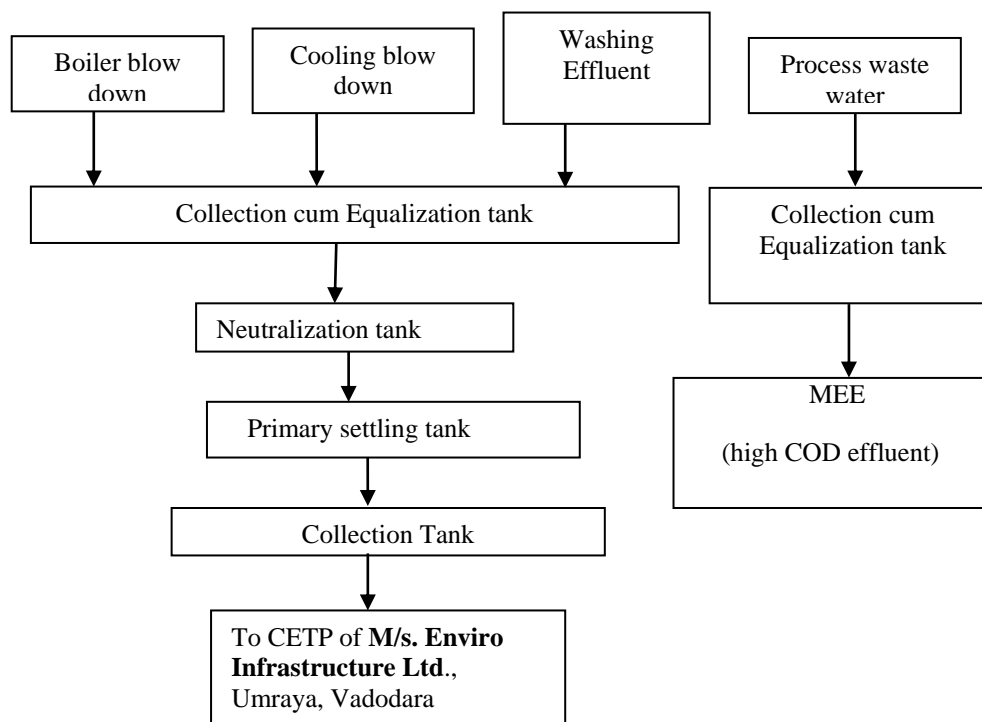 Boiler blow
down
Cooling blow
down
Washing
Effluent
Process waste
water
Collection cum Equalization tank
Collection cum
Equalization tank
Neutralization tank
MEE
(high COD effluent)
Primary settling tank
Collection Tank
To CETP of M/s. Enviro
Infrastructure Ltd.,
Umraya, Vadodara